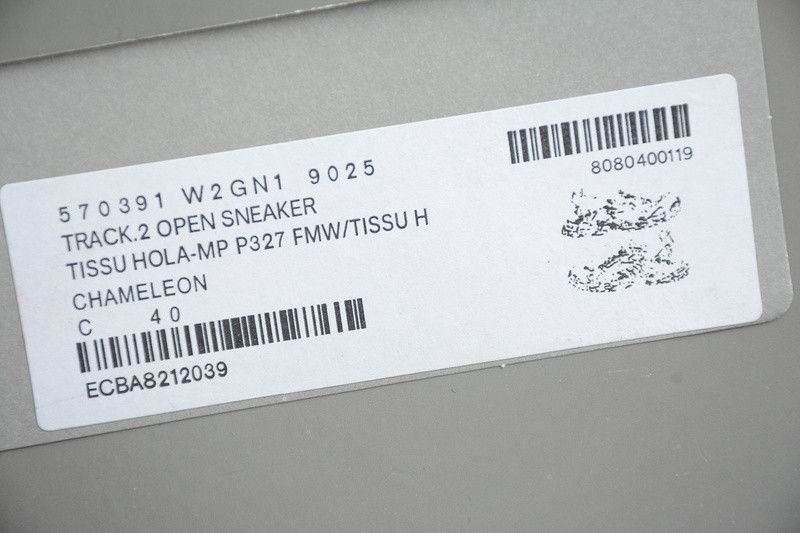 570391 W2GN1 9025
TRACK.2 OPEN SNEAKER
TISSU HOLA-MP P327 FMW/TISSU H
CHAMELEON
C 40
ECBA8212039
8080400119